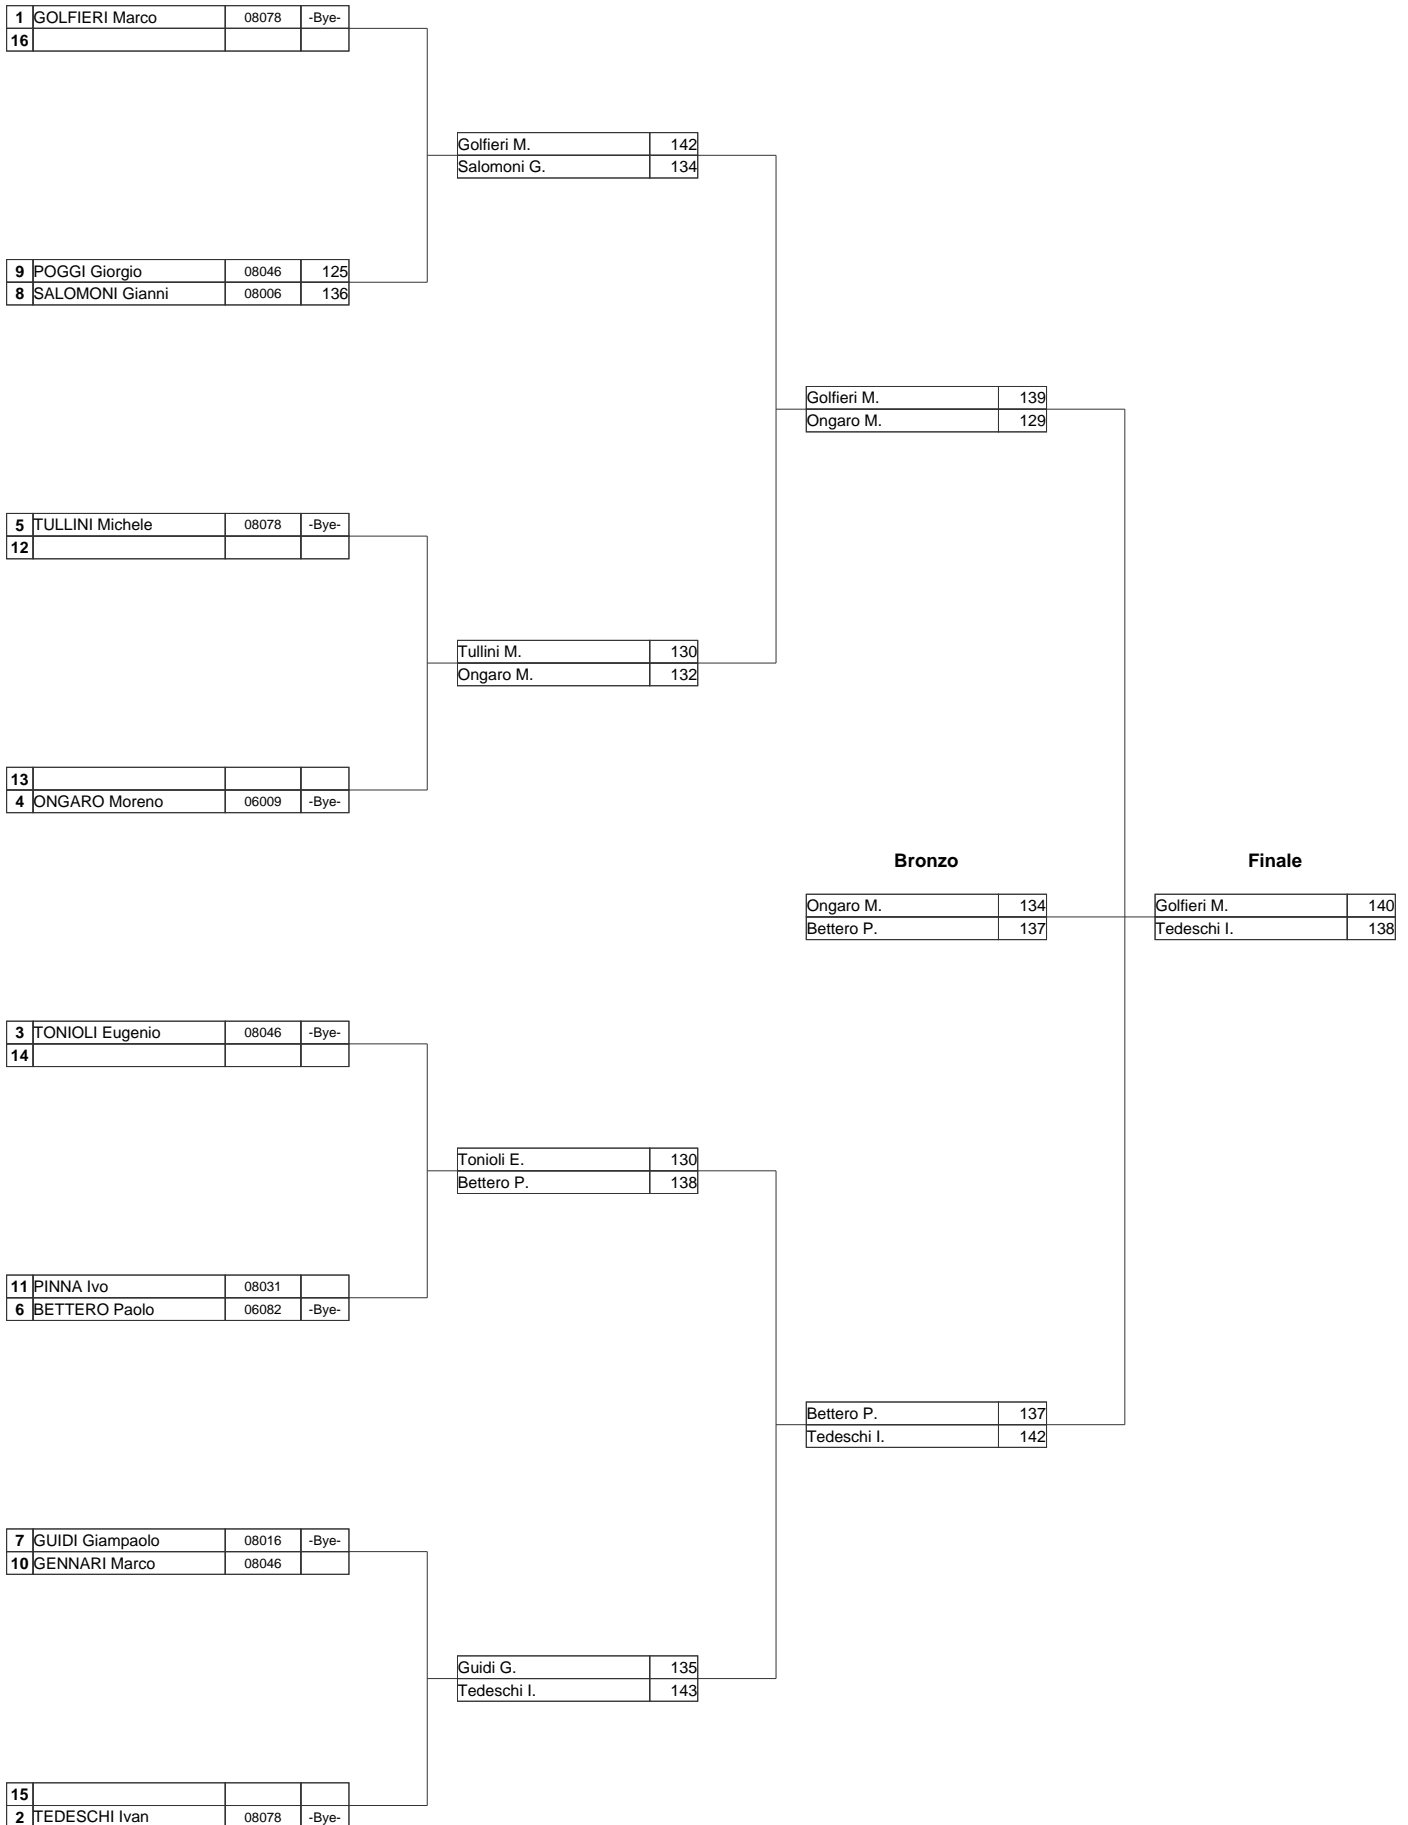 1 GOLFIERI Marco 08078 -Bye-
16
Golfieri M. 142
Salomoni G. 134
9 POGGI Giorgio 08046 125
8 SALOMONI Gianni 08006 136
Golfieri M. 139
Ongaro M. 129
5 TULLINI Michele 08078 -Bye-
12
Tullini M. 130
Ongaro M. 132
13
4 ONGARO Moreno 06009 -Bye-
Bronzo Finale
Ongaro M. 134 Golfieri M. 140
Bettero P. 137 Tedeschi I. 138
3 TONIOLI Eugenio 08046 -Bye-
14
Tonioli E. 130
Bettero P. 138
11 PINNA Ivo 08031
6 BETTERO Paolo 06082 -Bye-
Bettero P. 137
Tedeschi I. 142
7 GUIDI Giampaolo 08016 -Bye-
10 GENNARI Marco 08046
Guidi G. 135
Tedeschi I. 143
15
2 TEDESCHI Ivan 08078 -Bye-